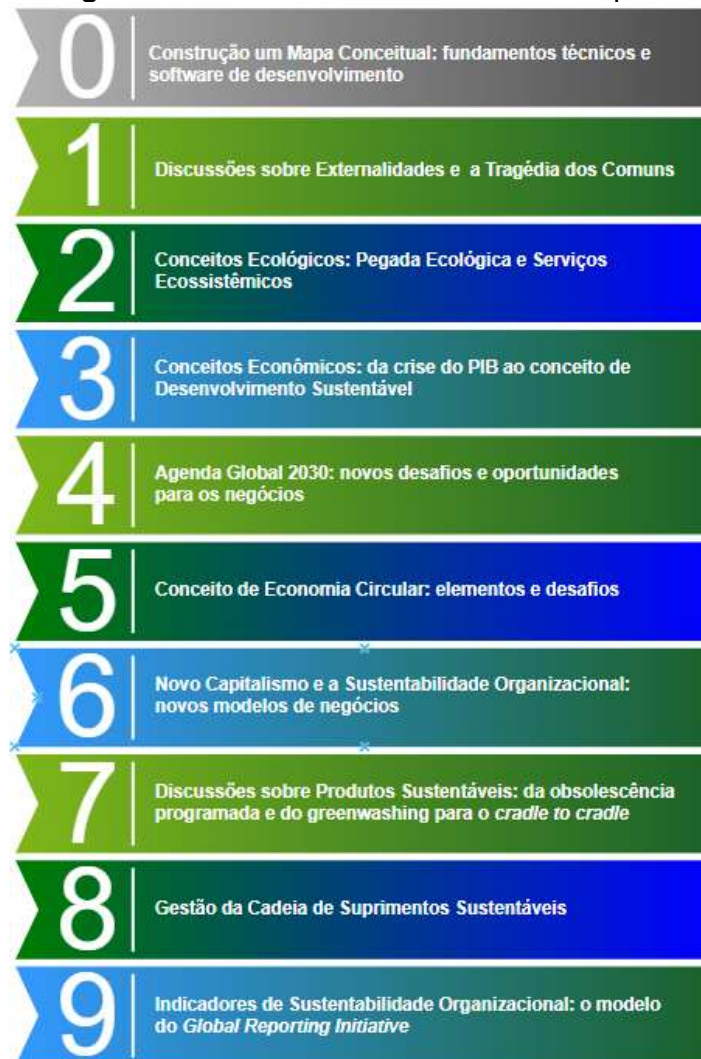 0
Construção um Mapa Conceitual: fundamentos técnicos e
software de desenvolvimento
1
Discussões sobre Externalidades e a Tragédia dos Comuns
2
Conceitos Ecológicos: Pegada Ecológica e Serviços
Ecossistêmicos
3
Conceitos Econômicos: da crise do PIB ao conceito de
Desenvolvimento Sustentável
4
Agenda Global 2030: novos desafios e oportunidades
para os negócios
5
Conceito de Economia Circular: elementos e desafios
6
Novo Capitalismo e a Sustentabilidade Organizacional:
novos modelos de negócios
7
Discussões sobre Produtos Sustentáveis: da obsolescência
programada e do greenwashing para o cradle to cradle
8
Gestão da Cadeia de Suprimentos Sustentáveis
9
Indicadores de Sustentabilidade Organizacional: o modelo
do Global Reporting Initiative